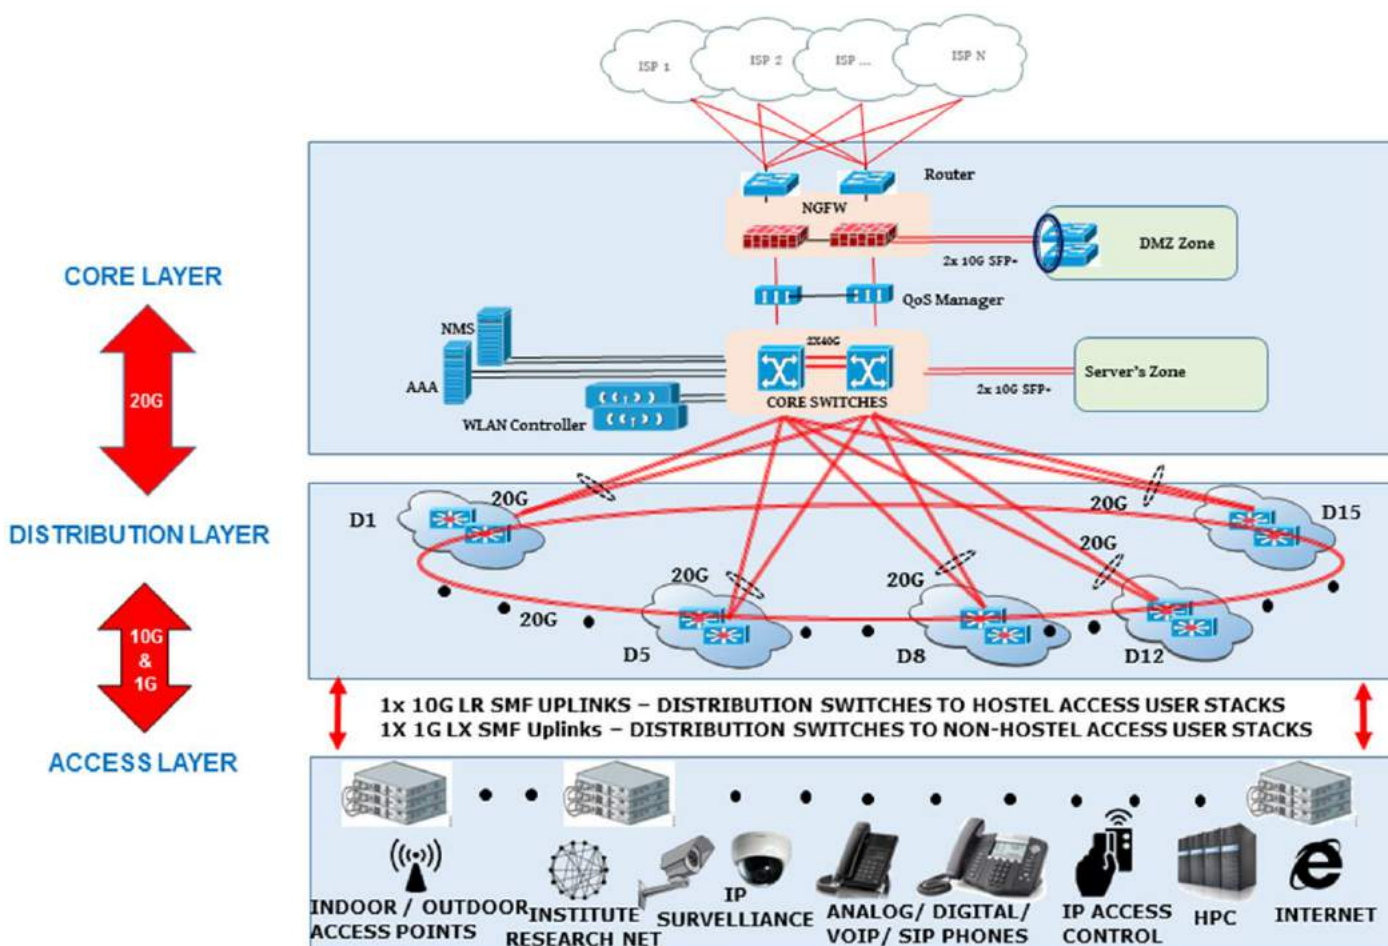 ISP 1
ISP 2
ISP ...
ISP N
Router
NGFW
2x 10G SFP+
DMZ Zone
CORE LAYER
QoS Manager
NMS
2X40G
AAA
20G
CORE SWITCHES
2x 10G SFP+
Server's Zone
WLAN Controller
D1
20G
20G
D15
DISTRIBUTION LAYER
20G
20G
20G
20G
D5
D8
D12
10G
&
1G
1x 10G LR SMF UPLINKS – DISTRIBUTION SWITCHES TO HOSTEL ACCESS USER STACKS
1X 1G LX SMF Uplinks – DISTRIBUTION SWITCHES TO NON-HOSTEL ACCESS USER STACKS
ACCESS LAYER
INDOOR / OUTDOOR
ACCESS POINTS
INSTITUTE
RESEARCH NET
IP
SURVELLIANCE
ANALOG/ DIGITAL/
VOIP/ SIP PHONES
IP ACCESS
CONTROL
HPC
INTERNET